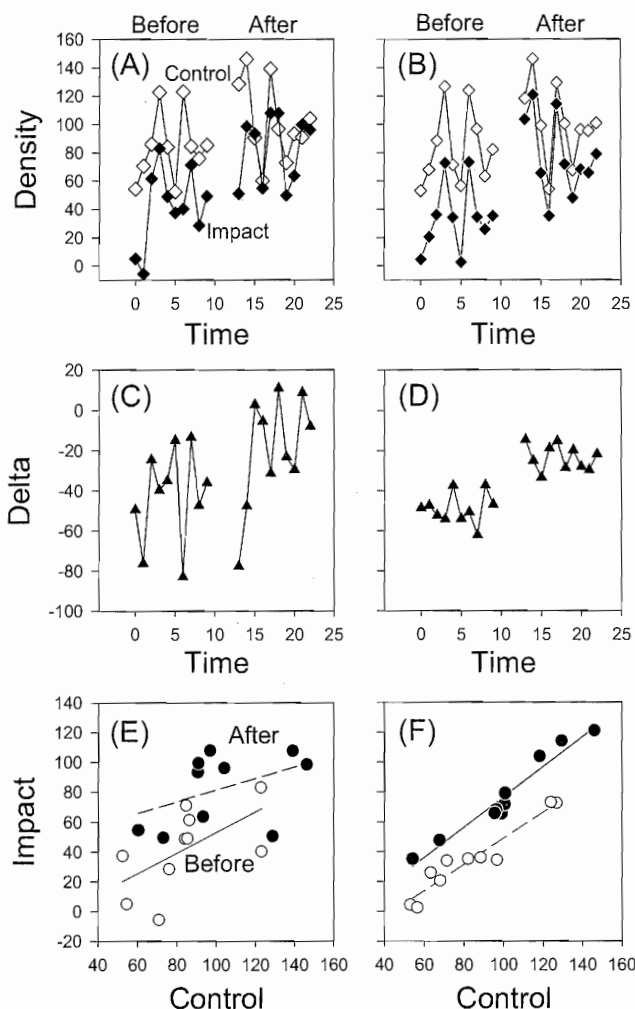 Before After Before After
160
140
120
100
80
60
40
20
0
Density
(A)
Control
Impact
(B)
0 5 10 15 20 25
0 5 10 15 20 25
Time Time
20
0
-20
-40
-60
-80
-100
Delta
(C)
(D)
0 5 10 15 20 25
0 5 10 15 20 25
Time Time
140
120
100
80
60
40
20
0
-20
Impact
(E)
After
Before
(F)
40 60 80 100 120 140 160
40 60 80 100 120 140 160
Control Control